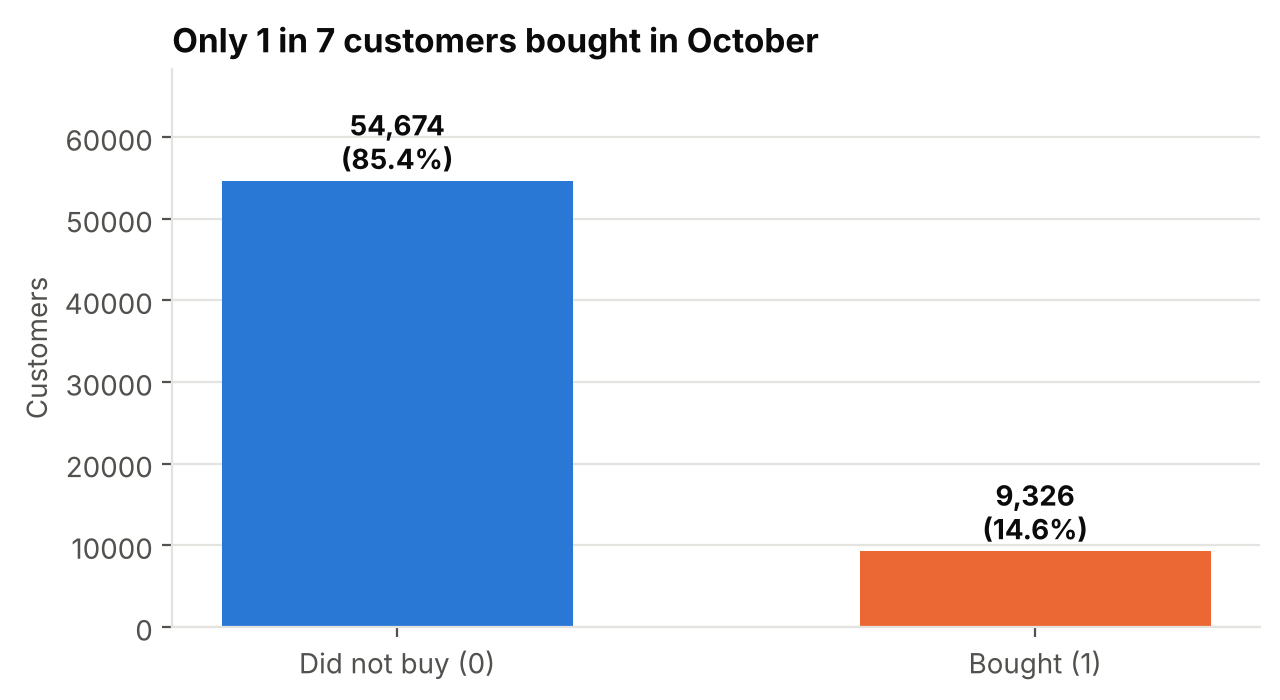 Only 1 in 7 customers bought in October
54,674
(85.4%)
9,326
(14.6%)
Customers
60000
50000
40000
30000
20000
10000
0
Did not buy (0)
Bought (1)